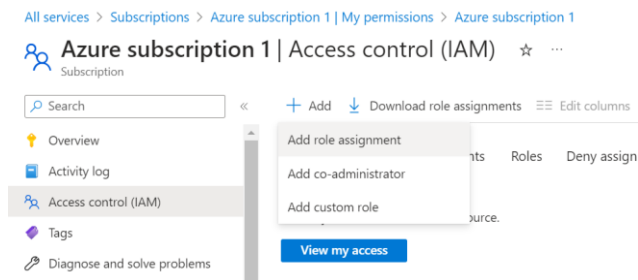 All services > Subscriptions > Azure subscription 1 | My permissions > Azure subscription 1
Azure subscription 1 | Access control (IAM)
Subscription
Search
Add
Download role assignments
Edit columns
Overview
Activity log
Access control (IAM)
Tags
Diagnose and solve problems
Add role assignment
Add co-administrator
Add custom role
nts
Roles
Deny assign
ource.
View my access